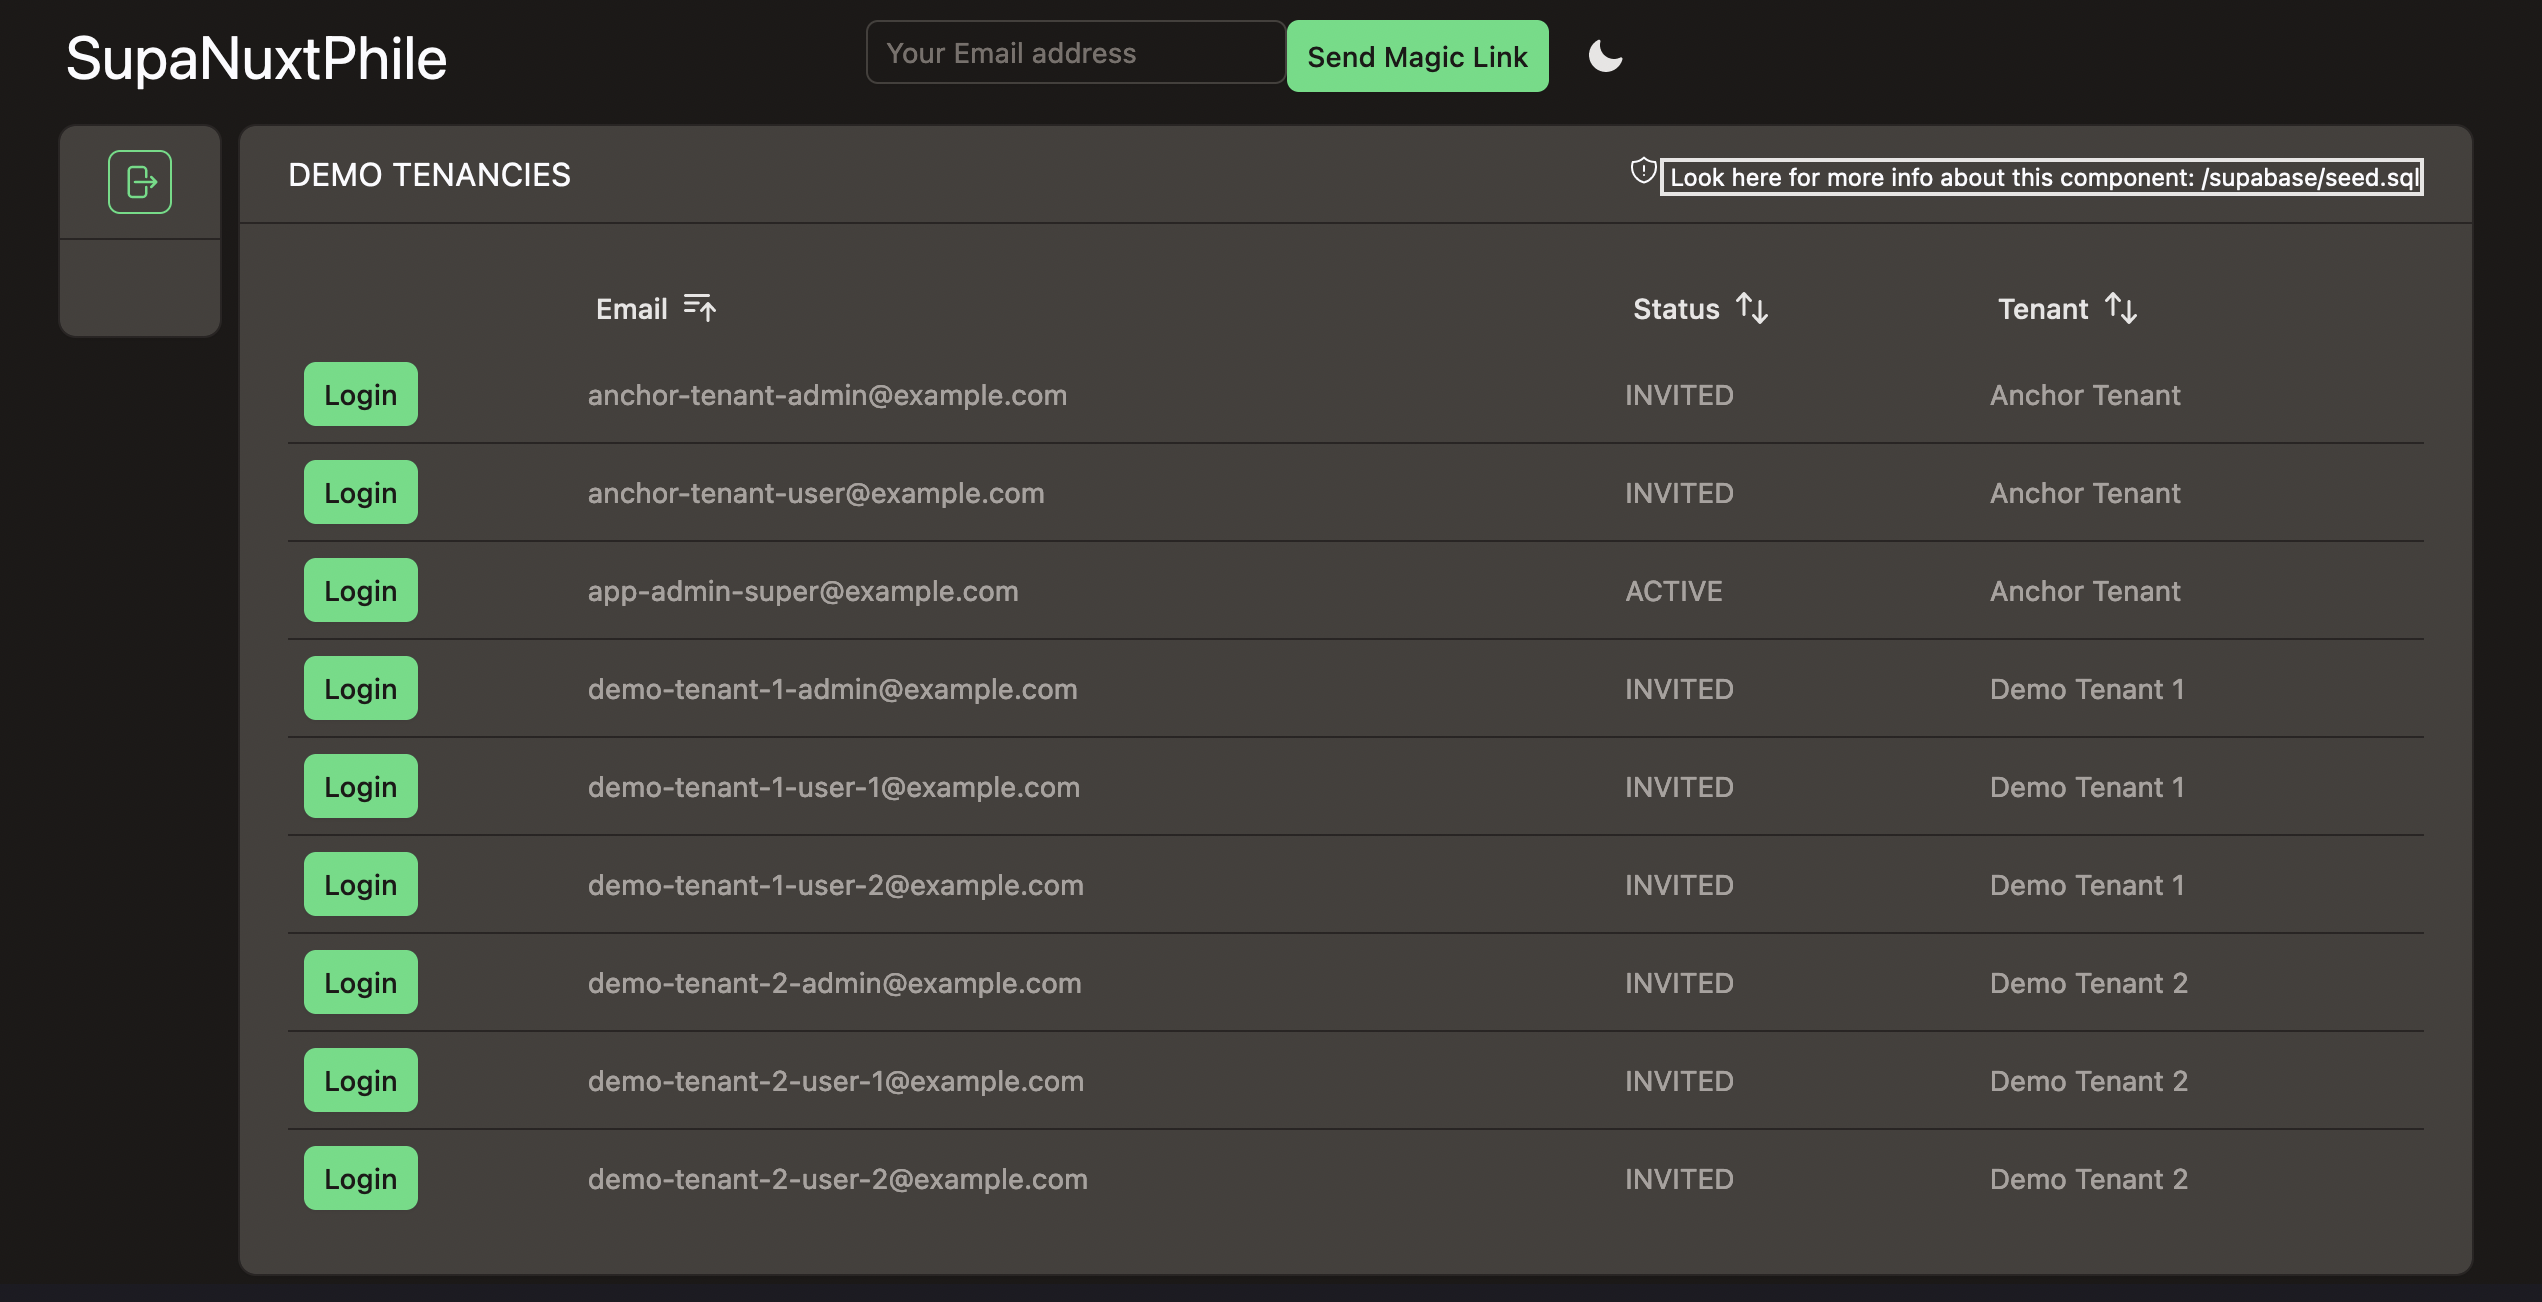 SupaNuxtPhile
Your Email address
Send Magic Link
DEMO TENANCIES
Look here for more info about this component: /supabase/seed.sql
Email Status Tenant
Login anchor-tenant-admin@example.com INVITED Anchor Tenant
Login anchor-tenant-user@example.com INVITED Anchor Tenant
Login app-admin-super@example.com ACTIVE Anchor Tenant
Login demo-tenant-1-admin@example.com INVITED Demo Tenant 1
Login demo-tenant-1-user-1@example.com INVITED Demo Tenant 1
Login demo-tenant-1-user-2@example.com INVITED Demo Tenant 1
Login demo-tenant-2-admin@example.com INVITED Demo Tenant 2
Login demo-tenant-2-user-1@example.com INVITED Demo Tenant 2
Login demo-tenant-2-user-2@example.com INVITED Demo Tenant 2